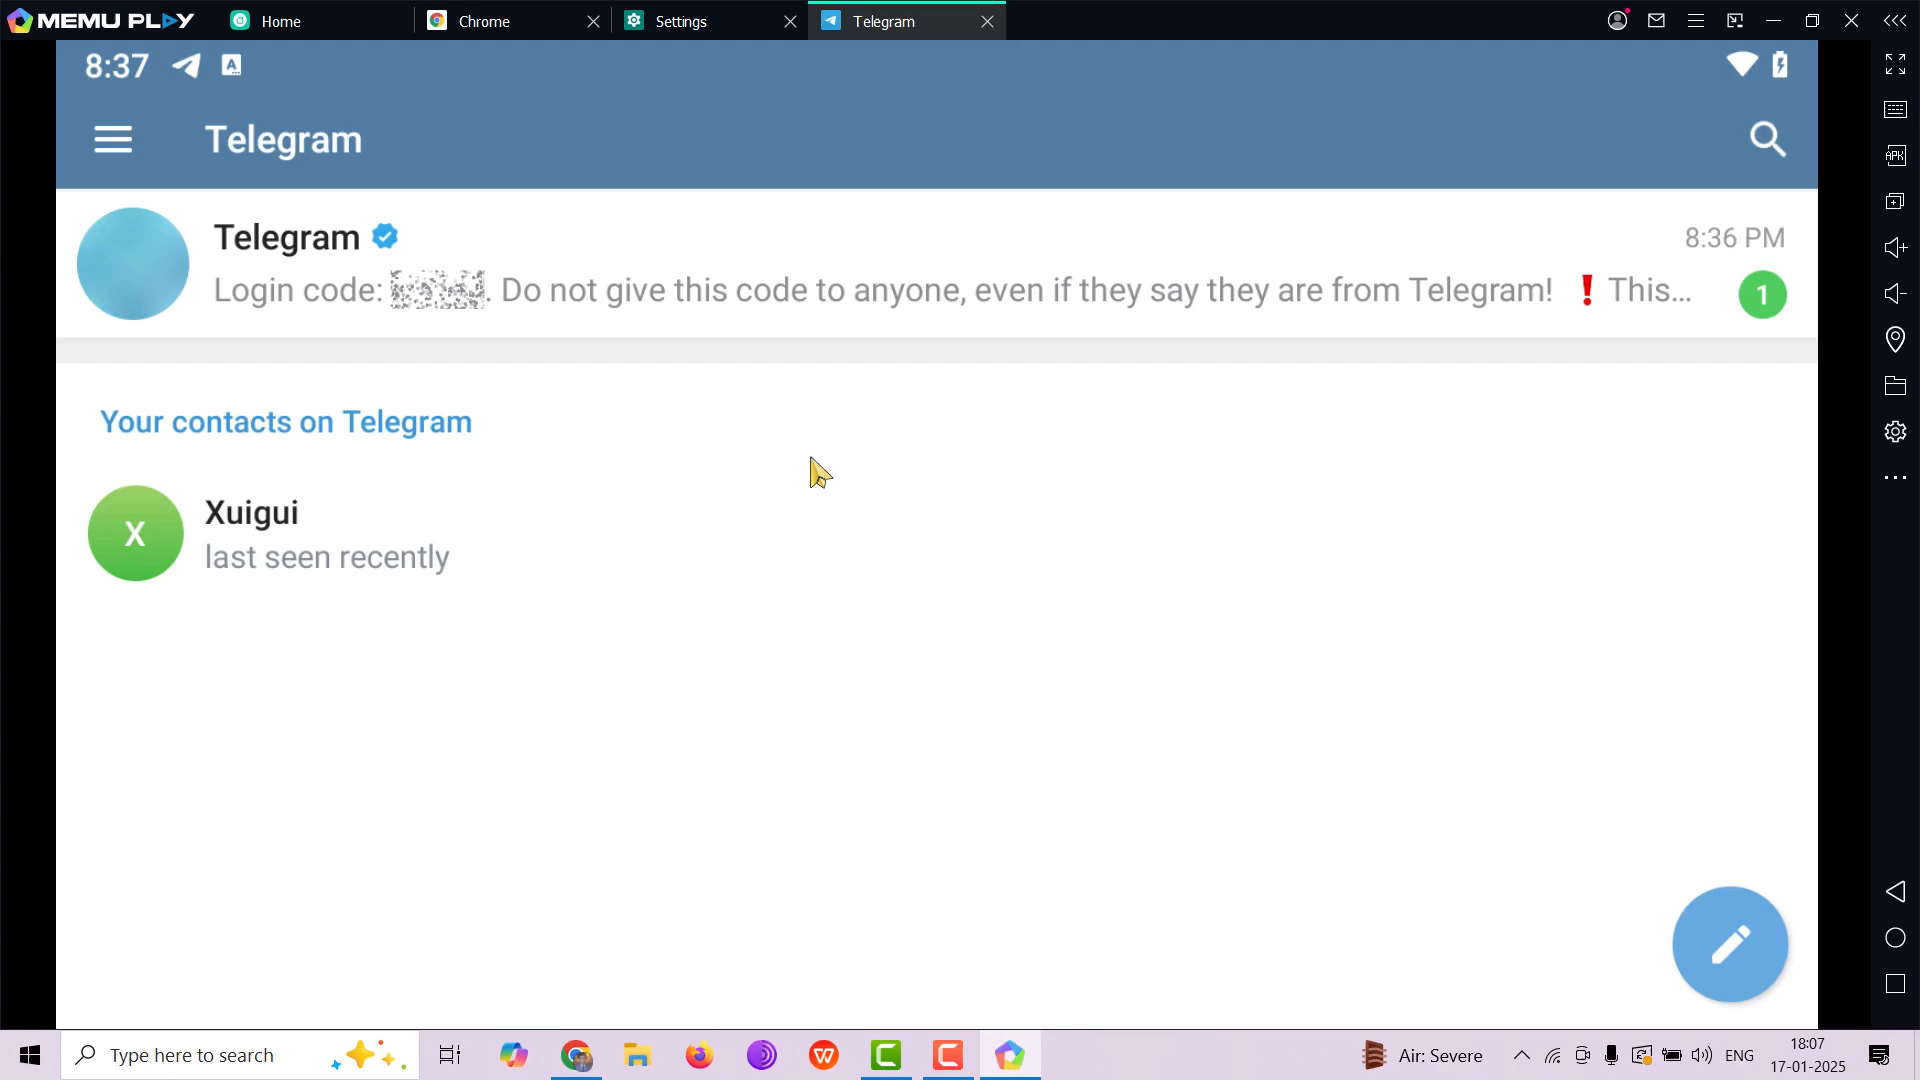 MEMU PLAY
Home
Chrome
Settings
Telegram
8:37
A
Telegram
Telegram
8:36 PM
Login code: . Do not give this code to anyone, even if they say they are from Telegram! ❗ This...
1
Your contacts on Telegram
X
Xuigui
last seen recently
APK
Type here to search
W
Air: Severe
ENG
18:07
17-01-2025